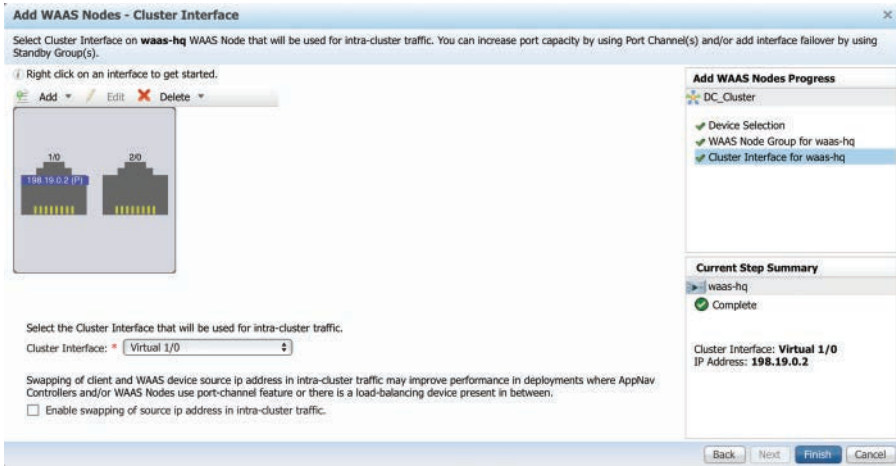 Add WAAS Nodes - Cluster Interface
Select Cluster Interface on waas-hq WAAS Node that will be used for intra-cluster traffic. You can increase port capacity by using Port Channel(s) and/or add interface failover by using
Standby Group(s).
Right click on an interface to get started.
Add Edit Delete
1/0 2/0
198.19.0.2 (P)
Select the Cluster Interface that will be used for intra-cluster traffic.
Cluster Interface: * Virtual 1/0
Swapping of client and WAAS device source ip address in intra-cluster traffic may improve performance in deployments where AppNav
Controllers and/or WAAS Nodes use port-channel feature or there is a load-balancing device present in between.
Enable swapping of source ip address in intra-cluster traffic.
Add WAAS Nodes Progress
DC_Cluster
Device Selection
WAAS Node Group for waas-hq
Cluster Interface for waas-hq
Current Step Summary
waas-hq
Complete
Cluster Interface: Virtual 1/0
IP Address: 198.19.0.2
Back Next Finish Cancel